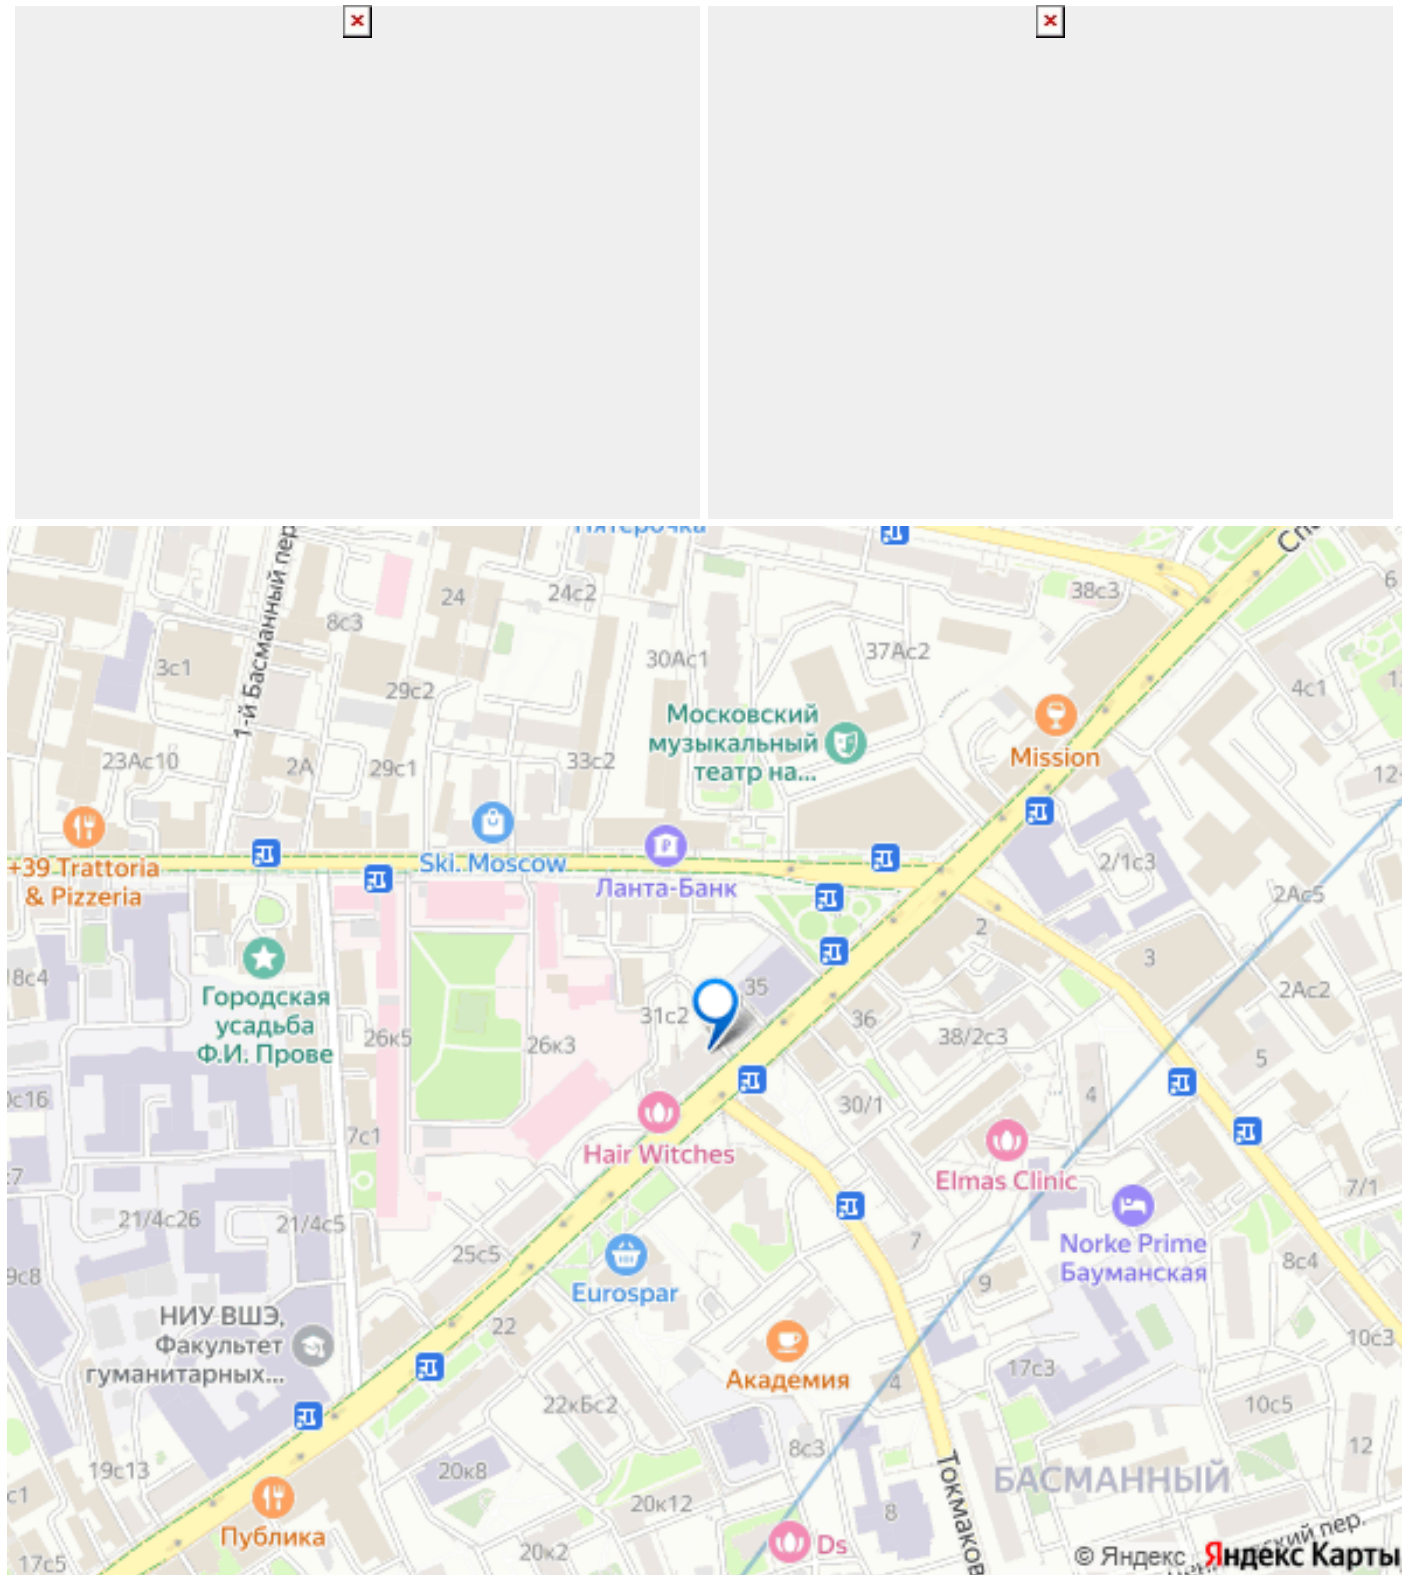 Пятерочка
38с3
6
24
24с2
8с3
1-й Басманный пер
3с1
30Ас1
37Ас2
4с1
29с2
Московский
музыкальный
театр на...
Mission
23Ас10
2А
29с1
33с2
12
+39 Trattoria
& Pizzeria
Ski. Moscow
Ланта-Банк
2/1с3
2Ас5
2
3
18с4
Городская
усадьба
Ф.И. Прове
35
31с2
2Ас2
26к5
26к3
36
38/2с3
5
30/1
4
7с1
Hair Witches
Elmas Clinic
7/1
21/4с26
21/4с5
25с5
7
Norke Prime
Бауманская
8с4
9с8
Eurospar
9
НИУ ВШЭ,
Факультет
гуманитарных...
22
10с3
17с3
Академия
4
22кБс2
10с5
8с3
12
19с13
20к8
Токмаков
БАСМАННЫЙ
20к12
8
Публика
Ds
20к2
17с5
© Яндекс Яндекс Карты